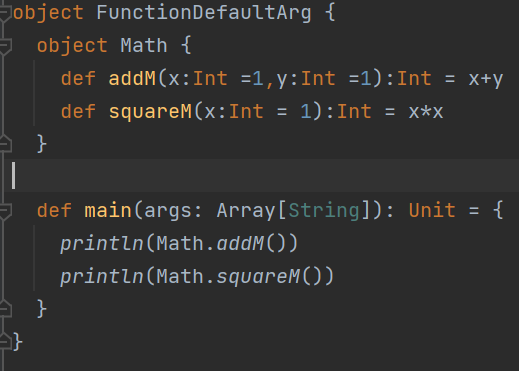 object FunctionDefaultArg {
  object Math {
    def addM(x:Int =1,y:Int =1):Int = x+y
    def squareM(x:Int = 1):Int = x*x
  }

  def main(args: Array[String]): Unit = {
    println(Math.addM())
    println(Math.squareM())
  }
}